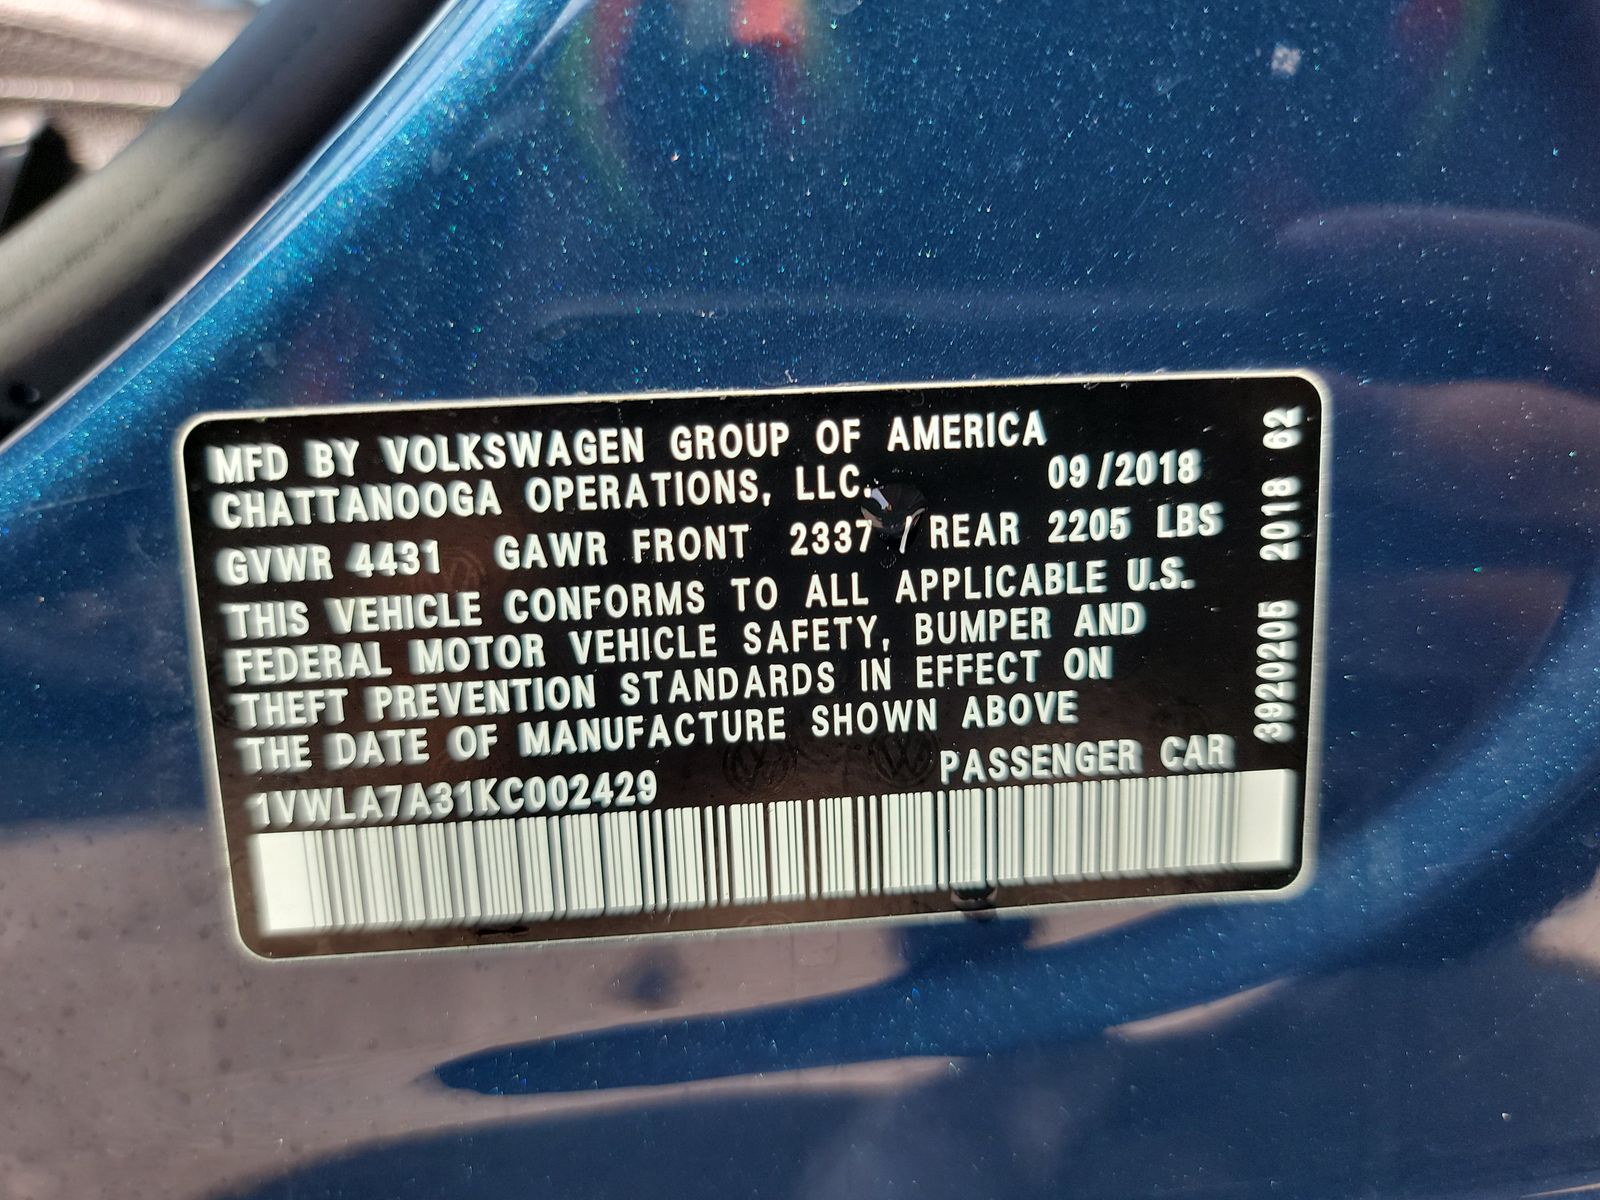 MFD BY VOLKSWAGEN GROUP OF AMERICA
CHATTANOOGA OPERATIONS, LLC. 09/2018
GVWR 4431 GAWR FRONT 2337 / REAR 2205 LBS
THIS VEHICLE CONFORMS TO ALL APPLICABLE U.S.
FEDERAL MOTOR VEHICLE SAFETY, BUMPER AND
THEFT PREVENTION STANDARDS IN EFFECT ON
THE DATE OF MANUFACTURE SHOWN ABOVE
1VWLA7A31KC002429 PASSENGER CAR
3920205 2018 62